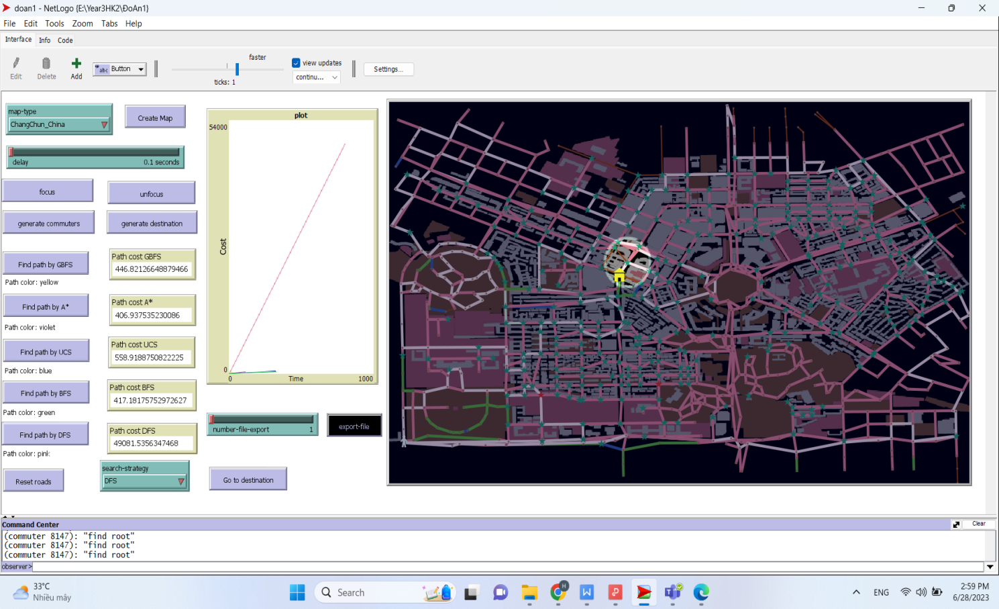 doan1 - NetLogo {E:\Year3HK2\ĐoAn1}
File Edit Tools Zoom Tabs Help
Interface Info Code
Edit Delete Add abc Button faster ticks: 1 view updates continu... Settings...
map-type
ChangChun_China
Create Map
delay 0.1 seconds
focus unfocus
generate commuters generate destination
Find path by GBFS
Path color: yellow
Path cost GBFS
446.82126648879466
Find path by A*
Path color: violet
Path cost A*
406.937535230086
Find path by UCS
Path color: blue
Path cost UCS
558.9188750822225
Find path by BFS
Path color: green
Path cost BFS
417.18175752972627
Find path by DFS
Path color: pink
Path cost DFS
49081.5356347468
Reset roads
search-strategy
DFS
plot
54000
Cost
0
0 Time 1000
number-file-export 1
export-file
Go to destination
Command Center Clear
(commuter 8147): "find root"
(commuter 8147): "find root"
(commuter 8147): "find root"
observer>
33°C
Nhiều mây
Search
H
ENG
2:59 PM
6/28/2023